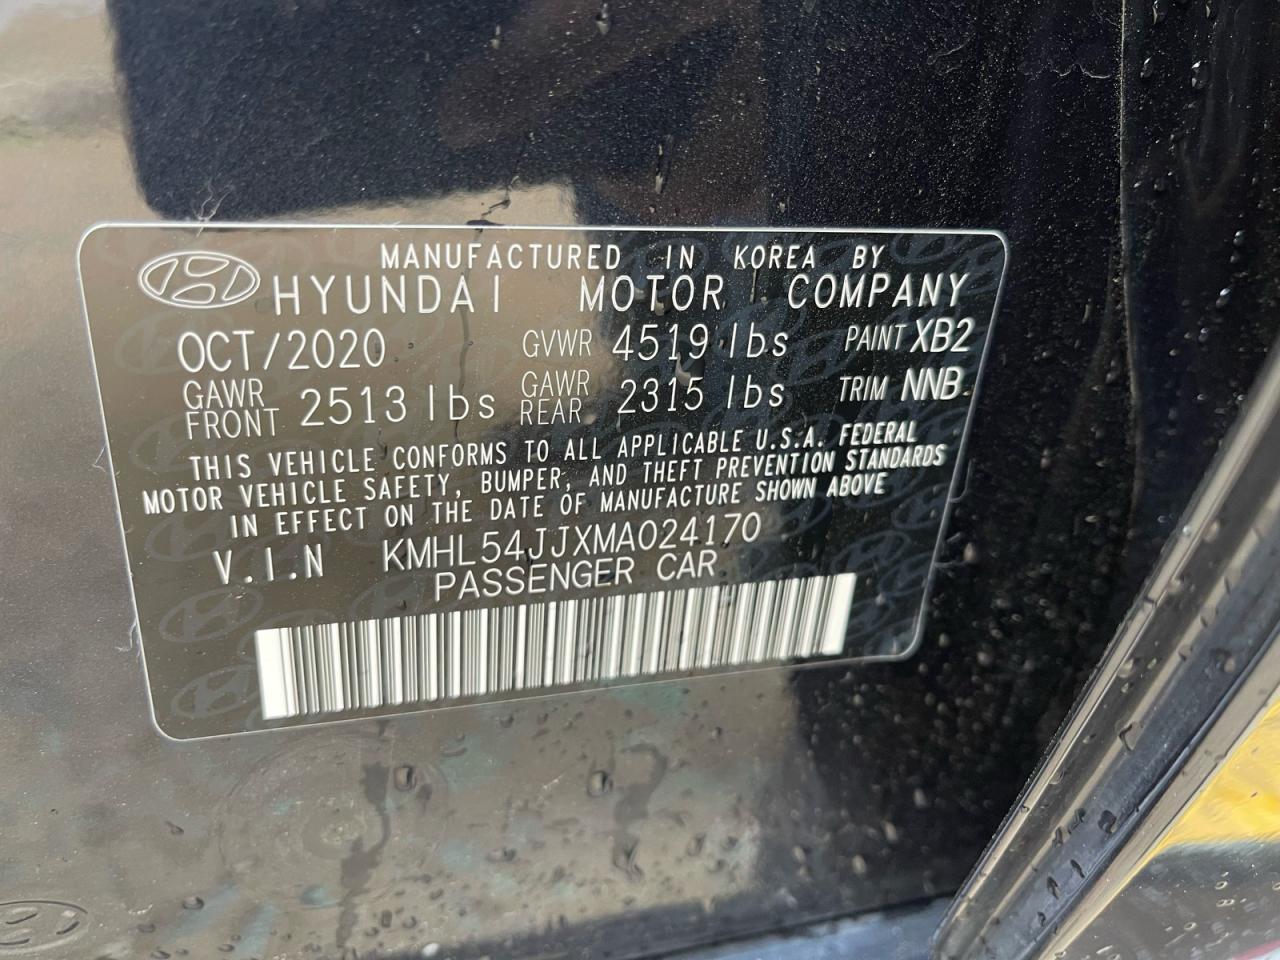 MANUFACTURED IN KOREA BY
HYUNDAI MOTOR COMPANY
OCT/2020 GVWR 4519 lbs PAINT XB2
GAWR FRONT 2513 lbs GAWR REAR 2315 lbs TRIM NNB
THIS VEHICLE CONFORMS TO ALL APPLICABLE U.S.A. FEDERAL
MOTOR VEHICLE SAFETY, BUMPER, AND THEFT PREVENTION STANDARDS
IN EFFECT ON THE DATE OF MANUFACTURE SHOWN ABOVE
V.I.N KMHL54JJXMA024170
PASSENGER CAR